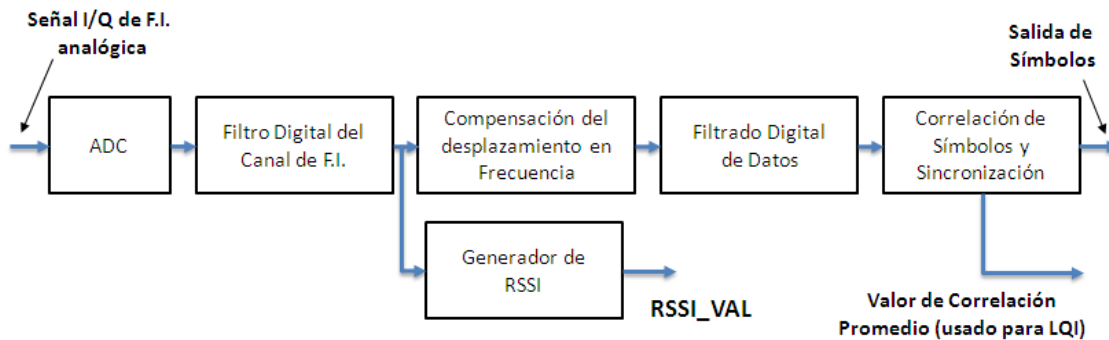 Señal I/Q de F.I.
analógica
Salida de
Símbolos
ADC
Filtro Digital del
Canal de F.I.
Compensación del
desplazamiento en
Frecuencia
Filtrado Digital
de Datos
Correlación de
Símbolos y
Sincronización
Generador de
RSSI
RSSI_VAL
Valor de Correlación
Promedio (usado para LQI)